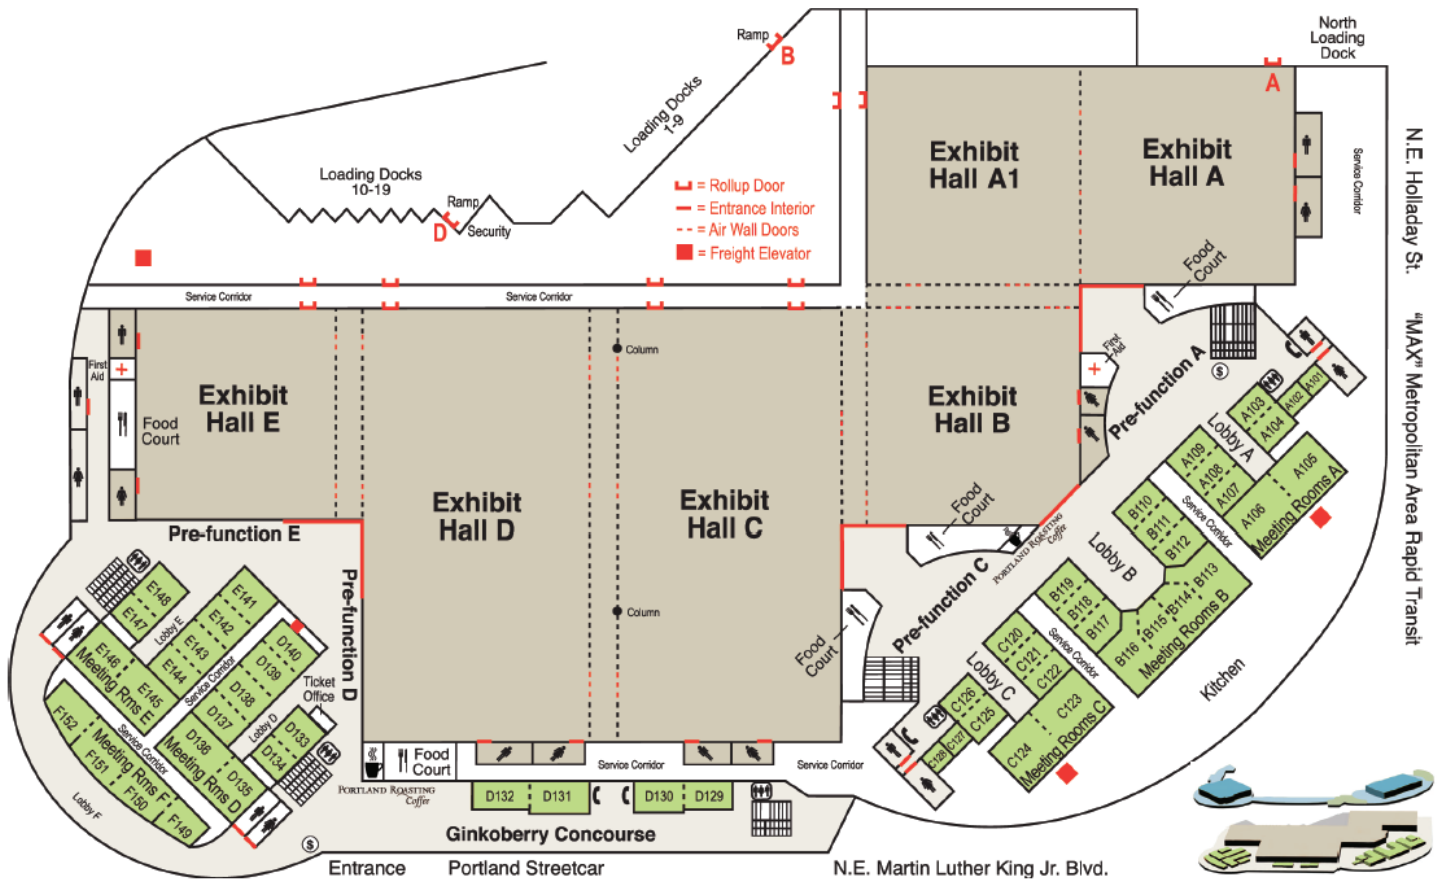 North
Loading
Dock
Ramp
B
A
Loading Docks
1-9
Loading Docks
10-19
Ramp
D
Security
= Rollup Door
= Entrance Interior
= Air Wall Doors
= Freight Elevator
Exhibit
Hall A1
Exhibit
Hall A
Service Corridor
N.E. Holladay St.
"MAX" Metropolitan Area Rapid Transit
Food
Court
Service Corridor
Service Corridor
First
Aid
Food
Court
Exhibit
Hall E
Column
Exhibit
Hall B
First
Aid
Pre-function A
$
A101
A102
A103
A104
Lobby A
A105
A106
Meeting Rooms A
A109
A108
A107
Service Corridor
Exhibit
Hall D
Exhibit
Hall C
Food
Court
Portland Roasting
Coffee
B110
B111
B112
Lobby B
B113
B114
B115
B116
Meeting Rooms B
B119
B118
B117
Service Corridor
Pre-function E
Pre-function D
Column
Pre-function C
Food
Court
C120
C121
C122
Lobby C
C123
C124
Meeting Rooms C
C126
C125
C127
C128
Kitchen
E148
E147
Lobby E
E141
E142
E143
E144
E146
E145
Meeting Rms E
Service Corridor
D140
D139
D138
D137
Ticket
Office
Lobby D
D133
D134
D136
D135
Meeting Rms D
Service Corridor
F152
F151
F150
F149
Meeting Rms F
Lobby F
Food
Court
Service Corridor
Service Corridor
Portland Roasting
Coffee
D132
D131
D130
D129
Ginkoberry Concourse
$
Entrance
Portland Streetcar
N.E. Martin Luther King Jr. Blvd.